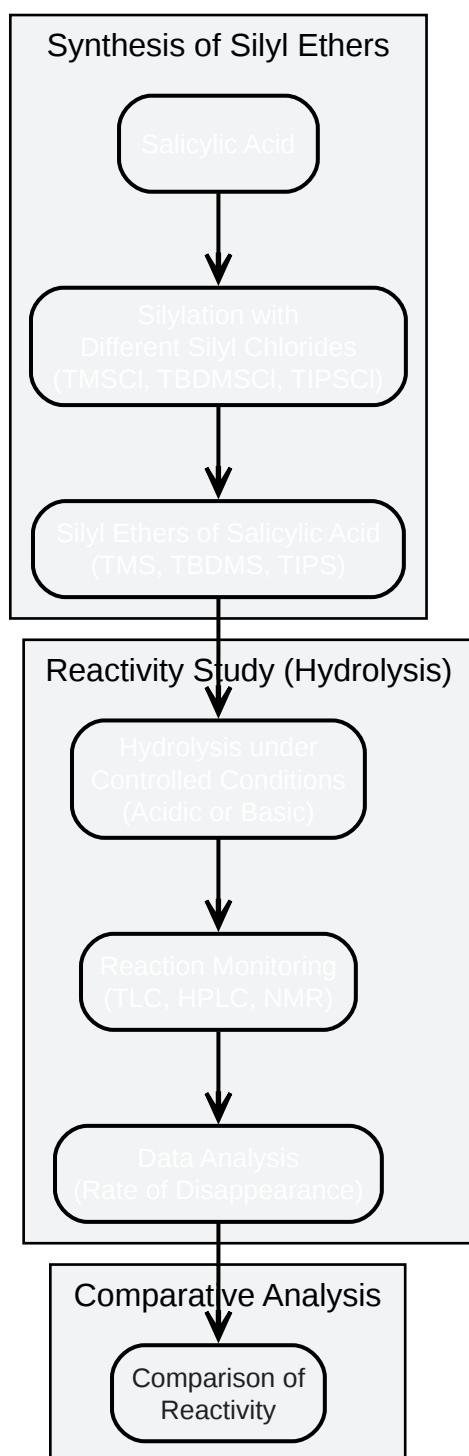 Synthesis of Silyl Ethers
Salicylic Acid
Silylation with
Different Silyl Chlorides
(TMSCl, TBDMSCl, TIPSCl)
Silyl Ethers of Salicylic Acid
(TMS, TBDMS, TIPS)
Reactivity Study (Hydrolysis)
Hydrolysis under
Controlled Conditions
(Acidic or Basic)
Reaction Monitoring
(TLC, HPLC, NMR)
Data Analysis
(Rate of Disappearance)
Comparative Analysis
Comparison of
Reactivity